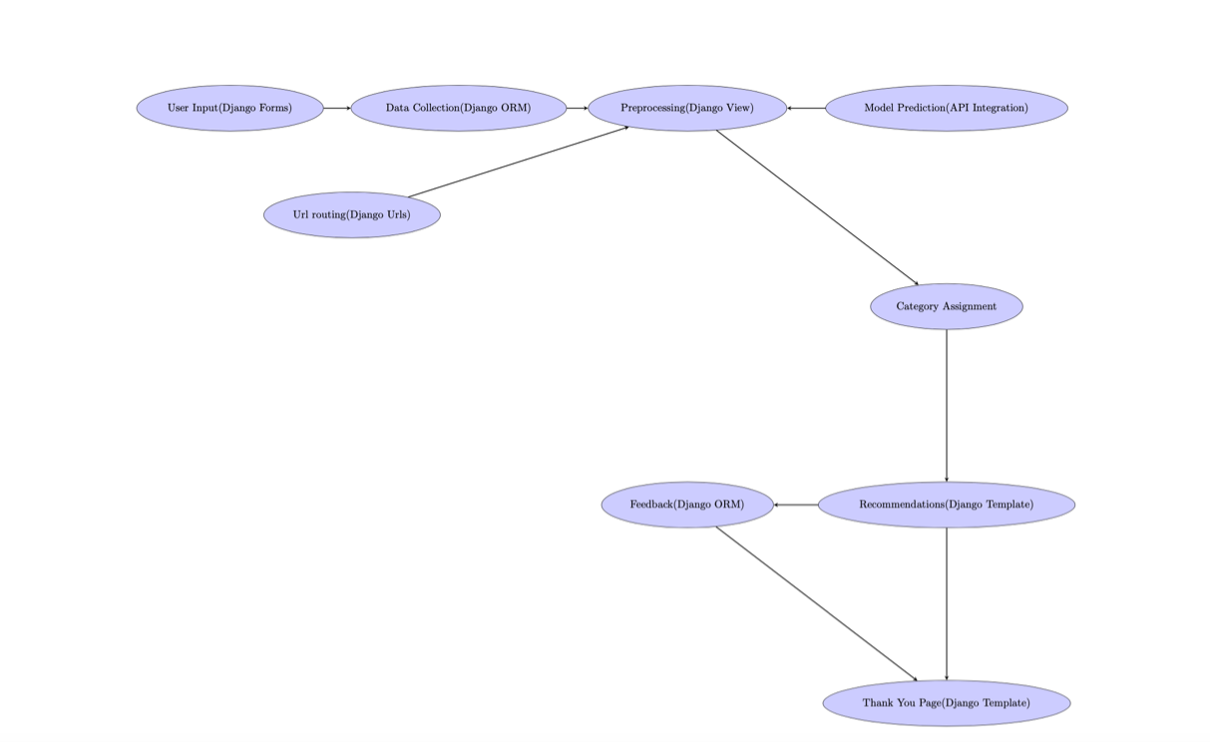 User Input(Django Forms)
Data Collection(Django ORM)
Preprocessing(Django View)
Model Prediction(API Integration)
Url routing(Django Urls)
Category Assignment
Feedback(Django ORM)
Recommendations(Django Template)
Thank You Page(Django Template)